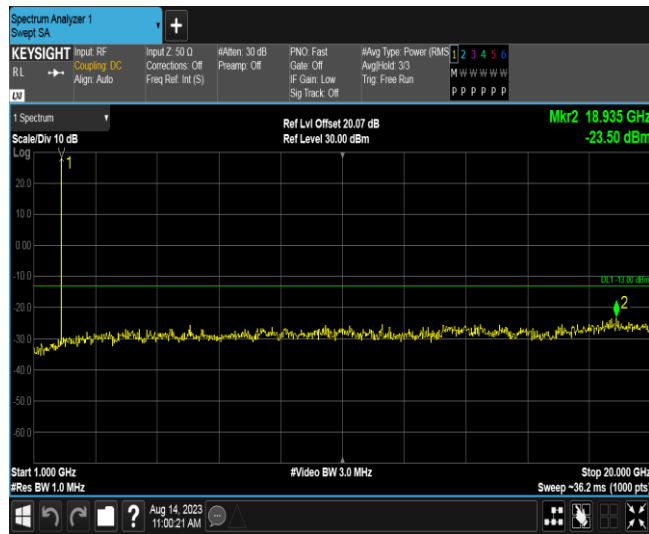 Spectrum Analyzer 1
Swept SA
KEYSIGHT
RL
LXI
Input: RF
Coupling: DC
Align: Auto
Input Z: 50 Ω
Corrections: Off
Freq Ref: Int (S)
#Atten: 30 dB
Preamp: Off
PNO: Fast
Gate: Off
IF Gain: Low
Sig Track: Off
#Avg Type: Power (RMS
Avg|Hold: 3/3
Trig: Free Run
1 2 3 4 5 6
M W W W W W
P P P P P P
1 Spectrum
Scale/Div 10 dB
Log
Ref Lvl Offset 20.07 dB
Ref Level 30.00 dBm
Mkr2 18.935 GHz
-23.50 dBm
1
20.0
10.0
0.00
-10.0
DL1 -13.00 dBm
-20.0
2
-30.0
-40.0
-50.0
-60.0
Start 1.000 GHz
#Res BW 1.0 MHz
#Video BW 3.0 MHz
Stop 20.000 GHz
Sweep ~36.2 ms (1000 pts)
?
Aug 14, 2023
11:00:21 AM